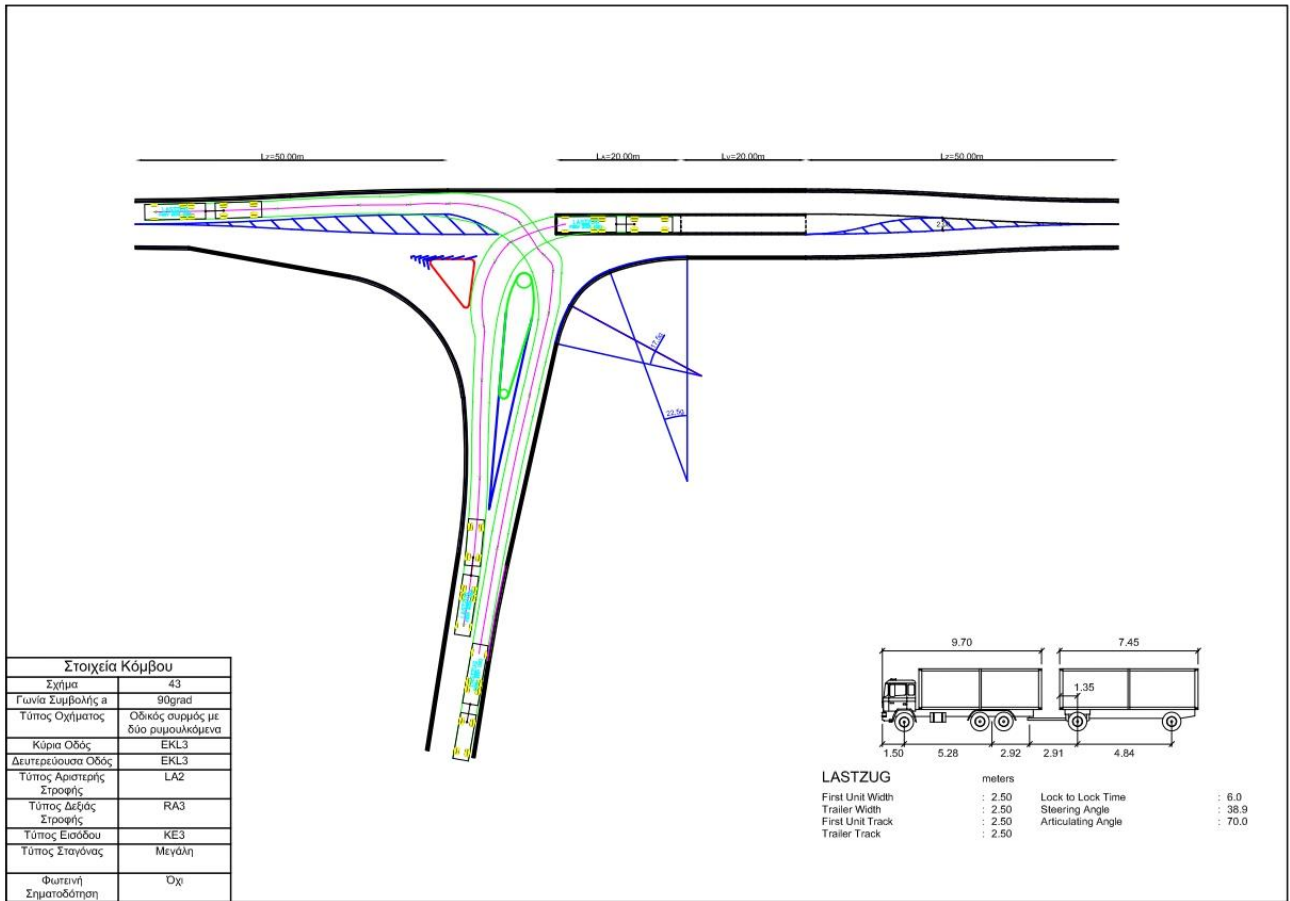 Lz=50.00m
LA=20.00m
Lv=20.00m
Lz=50.00m
17,5g
22,5g
Στοιχεία Κόμβου
Σχήμα 43
Γωνία Συμβολής a 90grad
Τύπος Οχήματος Οδικός συρμός με
δύο ρυμουλκόμενα
Κύρια Οδός EKL3
Δευτερεύουσα Οδός EKL3
Τύπος Αριστερής
Στροφής LA2
Τύπος Δεξιάς
Στροφής RA3
Τύπος Εισόδου KE3
Τύπος Σταγόνας Μεγάλη
Φωτεινή
Σηματοδότηση Όχι
9.70 7.45
1.35
1.50 5.28 2.92 2.91 4.84
LASTZUG meters
First Unit Width : 2.50 Lock to Lock Time : 6.0
Trailer Width : 2.50 Steering Angle : 38.9
First Unit Track : 2.50 Articulating Angle : 70.0
Trailer Track : 2.50